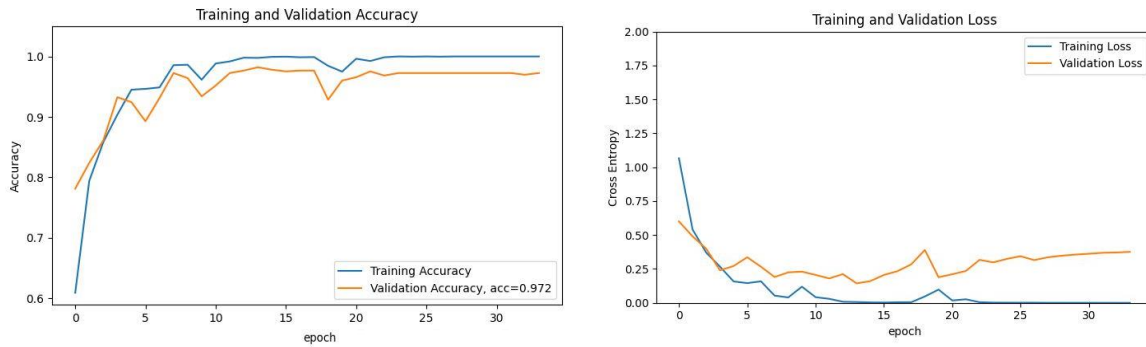 Training and Validation Accuracy
1.0
0.9
0.8
0.7
0.6
Accuracy
Training Accuracy
Validation Accuracy, acc=0.972
0 5 10 15 20 25 30
epoch
Training and Validation Loss
2.00
1.75
1.50
1.25
1.00
0.75
0.50
0.25
0.00
Cross Entropy
Training Loss
Validation Loss
0 5 10 15 20 25 30
epoch